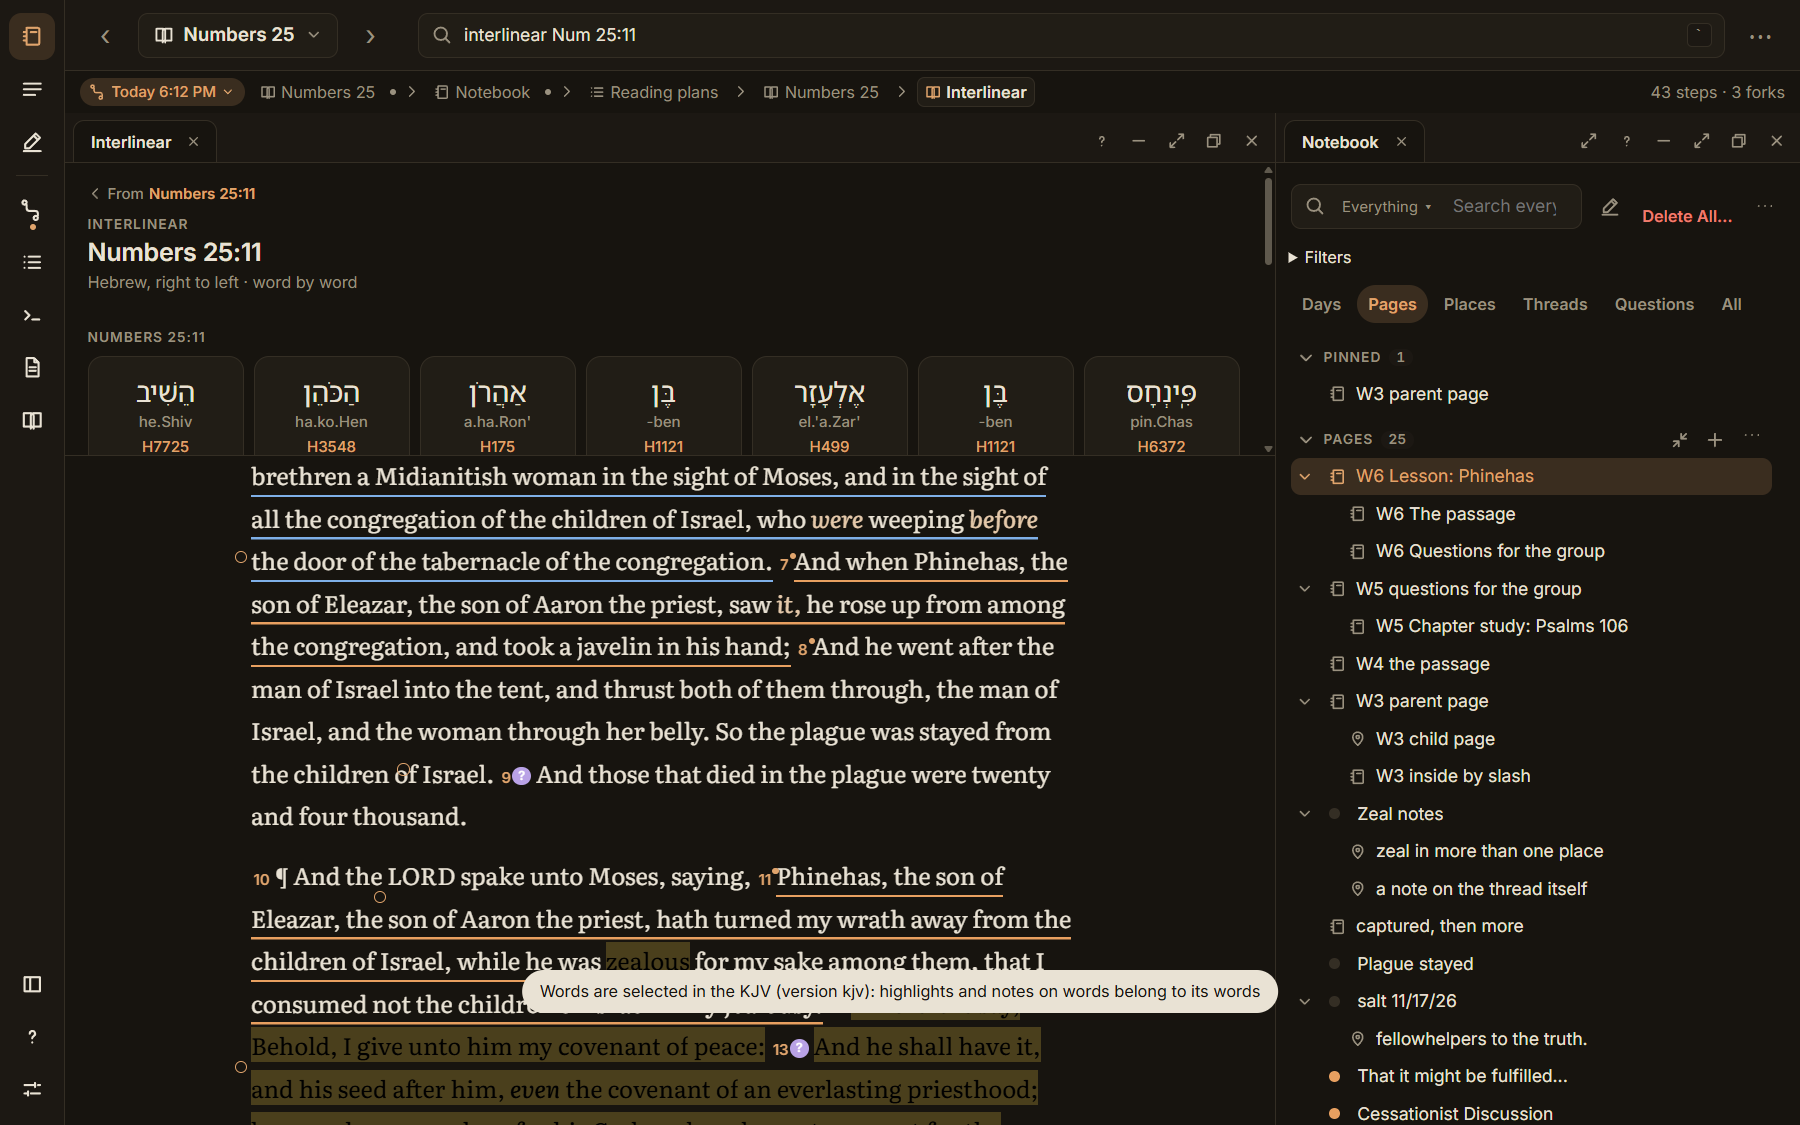 Numbers 25
interlinear Num 25:11
`
Today 6:12 PM
Numbers 25
Notebook
Reading plans
Numbers 25
Interlinear
43 steps · 3 forks
Interlinear
?
From Numbers 25:11
INTERLINEAR
Numbers 25:11
Hebrew, right to left · word by word
NUMBERS 25:11
הֵשִׁיב הַכֹּהֵן אַהֲרֹן בֶּן אֶלְעָזָר בֶּן פִּינְחָס
he.Shiv ha.ko.Hen a.ha.Ron' -ben el.'a.Zar' -ben pin.Chas
H7725 H3548 H175 H1121 H499 H1121 H6372
brethren a Midianitish woman in the sight of Moses, and in the sight of
all the congregation of the children of Israel, who were weeping before
the door of the tabernacle of the congregation. 7 And when Phinehas, the
son of Eleazar, the son of Aaron the priest, saw it, he rose up from among
the congregation, and took a javelin in his hand; 8 And he went after the
man of Israel into the tent, and thrust both of them through, the man of
Israel, and the woman through her belly. So the plague was stayed from
the children of Israel. 9 ? And those that died in the plague were twenty
and four thousand.
10 ¶ And the LORD spake unto Moses, saying, 11 Phinehas, the son of
Eleazar, the son of Aaron the priest, hath turned my wrath away from the
children of Israel, while he was zealous for my sake among them, that I
consumed not the childr
Words are selected in the KJV (version kjv): highlights and notes on words belong to its words
Behold, I give unto him my covenant of peace: 13 ? And he shall have it,
and his seed after him, even the covenant of an everlasting priesthood;
Notebook
?
Everything
Search every
Delete All...
Filters
Days
Pages
Places
Threads
Questions
All
PINNED 1
W3 parent page
PAGES 25
W6 Lesson: Phinehas
W6 The passage
W6 Questions for the group
W5 questions for the group
W5 Chapter study: Psalms 106
W4 the passage
W3 parent page
W3 child page
W3 inside by slash
Zeal notes
zeal in more than one place
a note on the thread itself
captured, then more
Plague stayed
salt 11/17/26
fellowhelpers to the truth.
That it might be fulfilled...
Cessationist Discussion
?